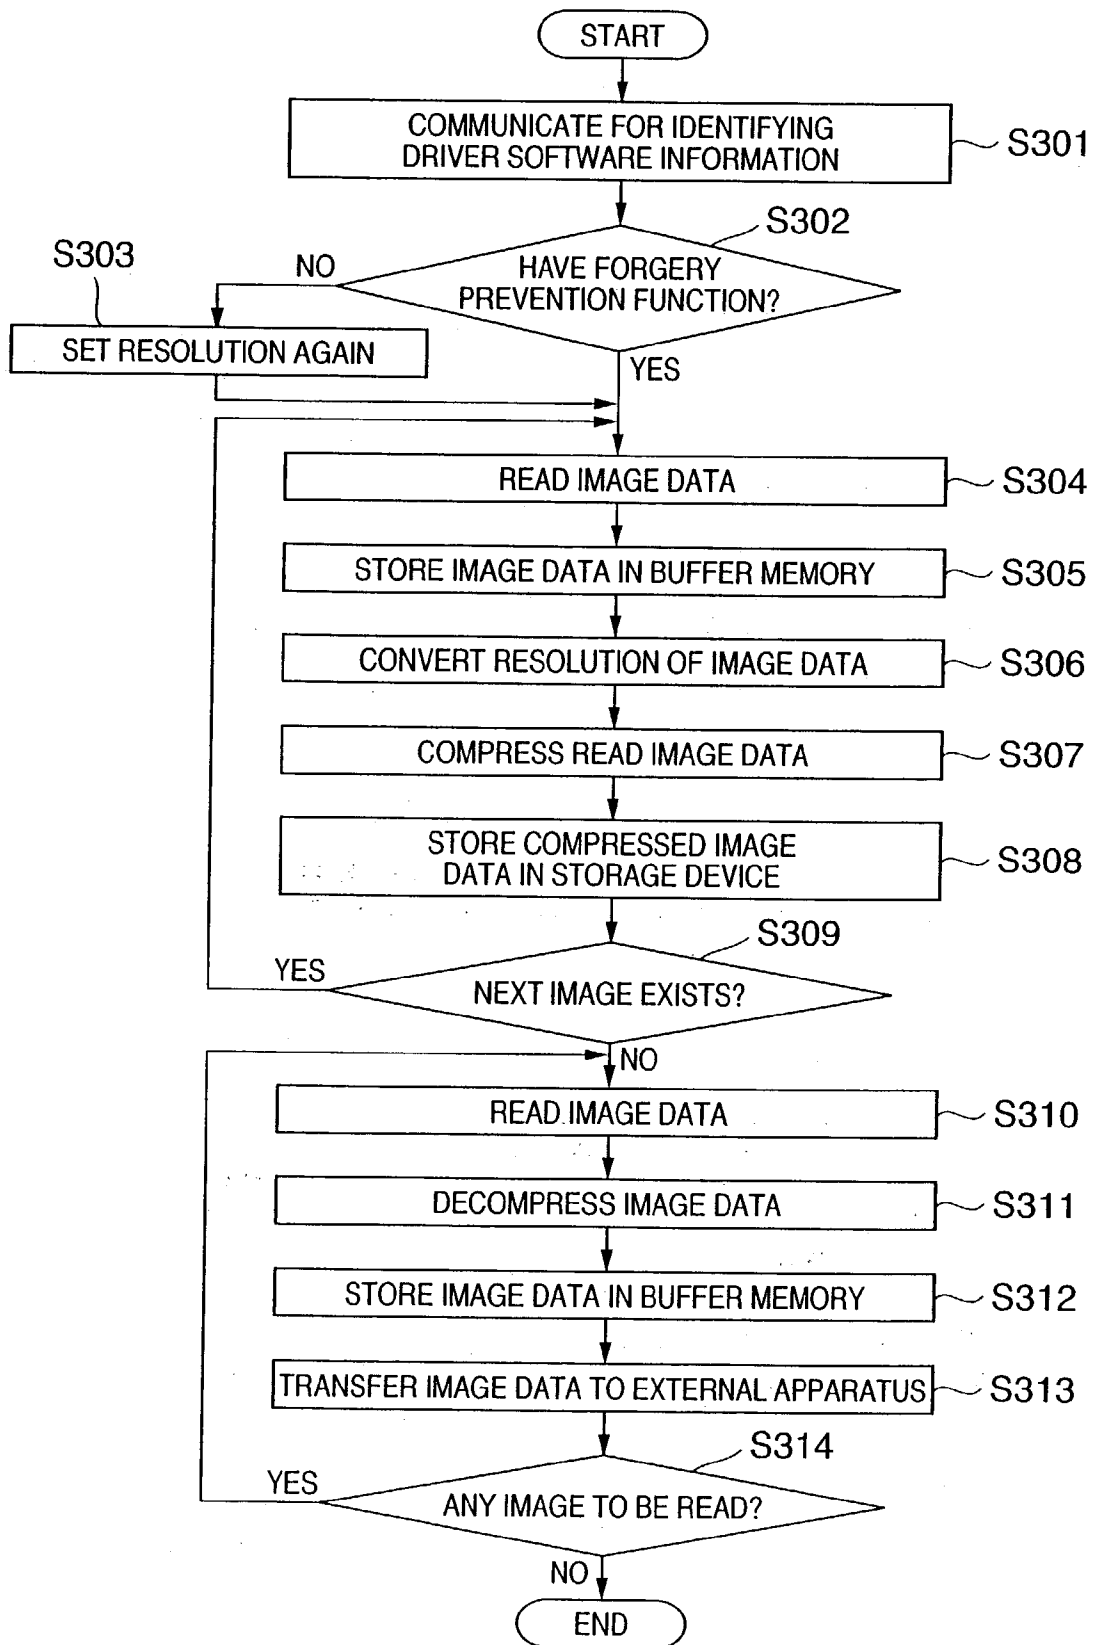 START
COMMUNICATE FOR IDENTIFYING
DRIVER SOFTWARE INFORMATION
S301
S302
HAVE FORGERY
PREVENTION FUNCTION?
NO
S303
SET RESOLUTION AGAIN
YES
READ IMAGE DATA
S304
STORE IMAGE DATA IN BUFFER MEMORY
S305
CONVERT RESOLUTION OF IMAGE DATA
S306
COMPRESS READ IMAGE DATA
S307
STORE COMPRESSED IMAGE
DATA IN STORAGE DEVICE
S308
S309
YES
NEXT IMAGE EXISTS?
NO
READ IMAGE DATA
S310
DECOMPRESS IMAGE DATA
S311
STORE IMAGE DATA IN BUFFER MEMORY
S312
TRANSFER IMAGE DATA TO EXTERNAL APPARATUS
S313
S314
YES
ANY IMAGE TO BE READ?
NO
END